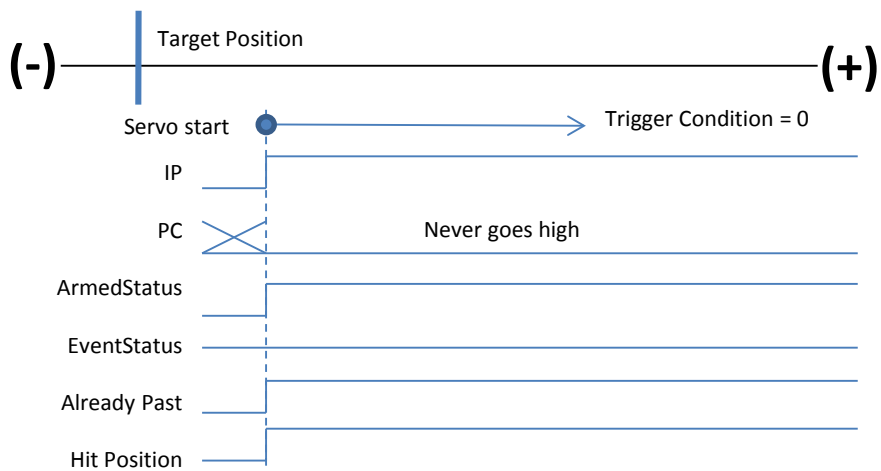 Target Position
(-)
(+)
Servo start
Trigger Condition = 0
IP
PC
Never goes high
ArmedStatus
EventStatus
Already Past
Hit Position